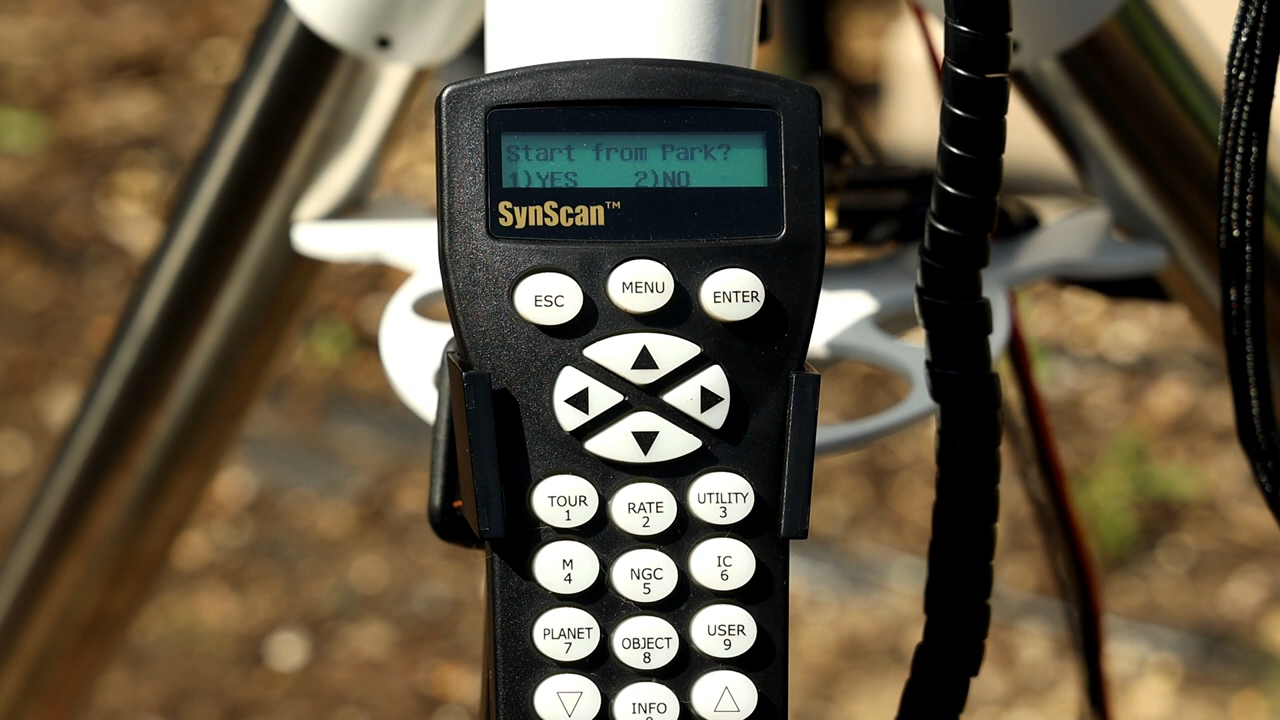 Start from Park?
1)YES 2)NO
SynScan™
ESC MENU ENTER
TOUR RATE UTILITY
1 2 3
M NGC IC
4 5 6
PLANET OBJECT USER
7 8 9
INFO